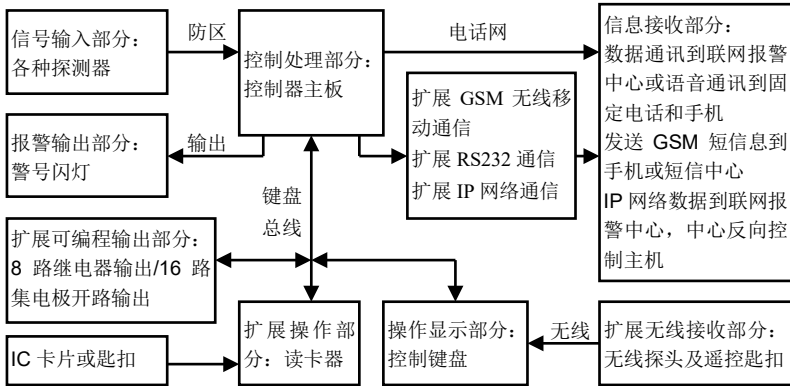 信号输入部分：
各种探测器
防区
控制处理部分：
控制器主板
电话网
信息接收部分：
数据通讯到联网报警
中心或语音通讯到固
定电话和手机
发送 GSM 短信息到
手机或短信中心
IP 网络数据到联网报
警中心，中心反向控
制主机
扩展 GSM 无线移
动通信
扩展 RS232 通信
扩展 IP 网络通信
报警输出部分：
警号闪灯
输出
键盘
总线
扩展可编程输出部分：
8 路继电器输出/16 路
集电极开路输出
IC 卡片或匙扣
扩展操作部
分：读卡器
操作显示部分：
控制键盘
无线
扩展无线接收部分：
无线探头及遥控匙扣